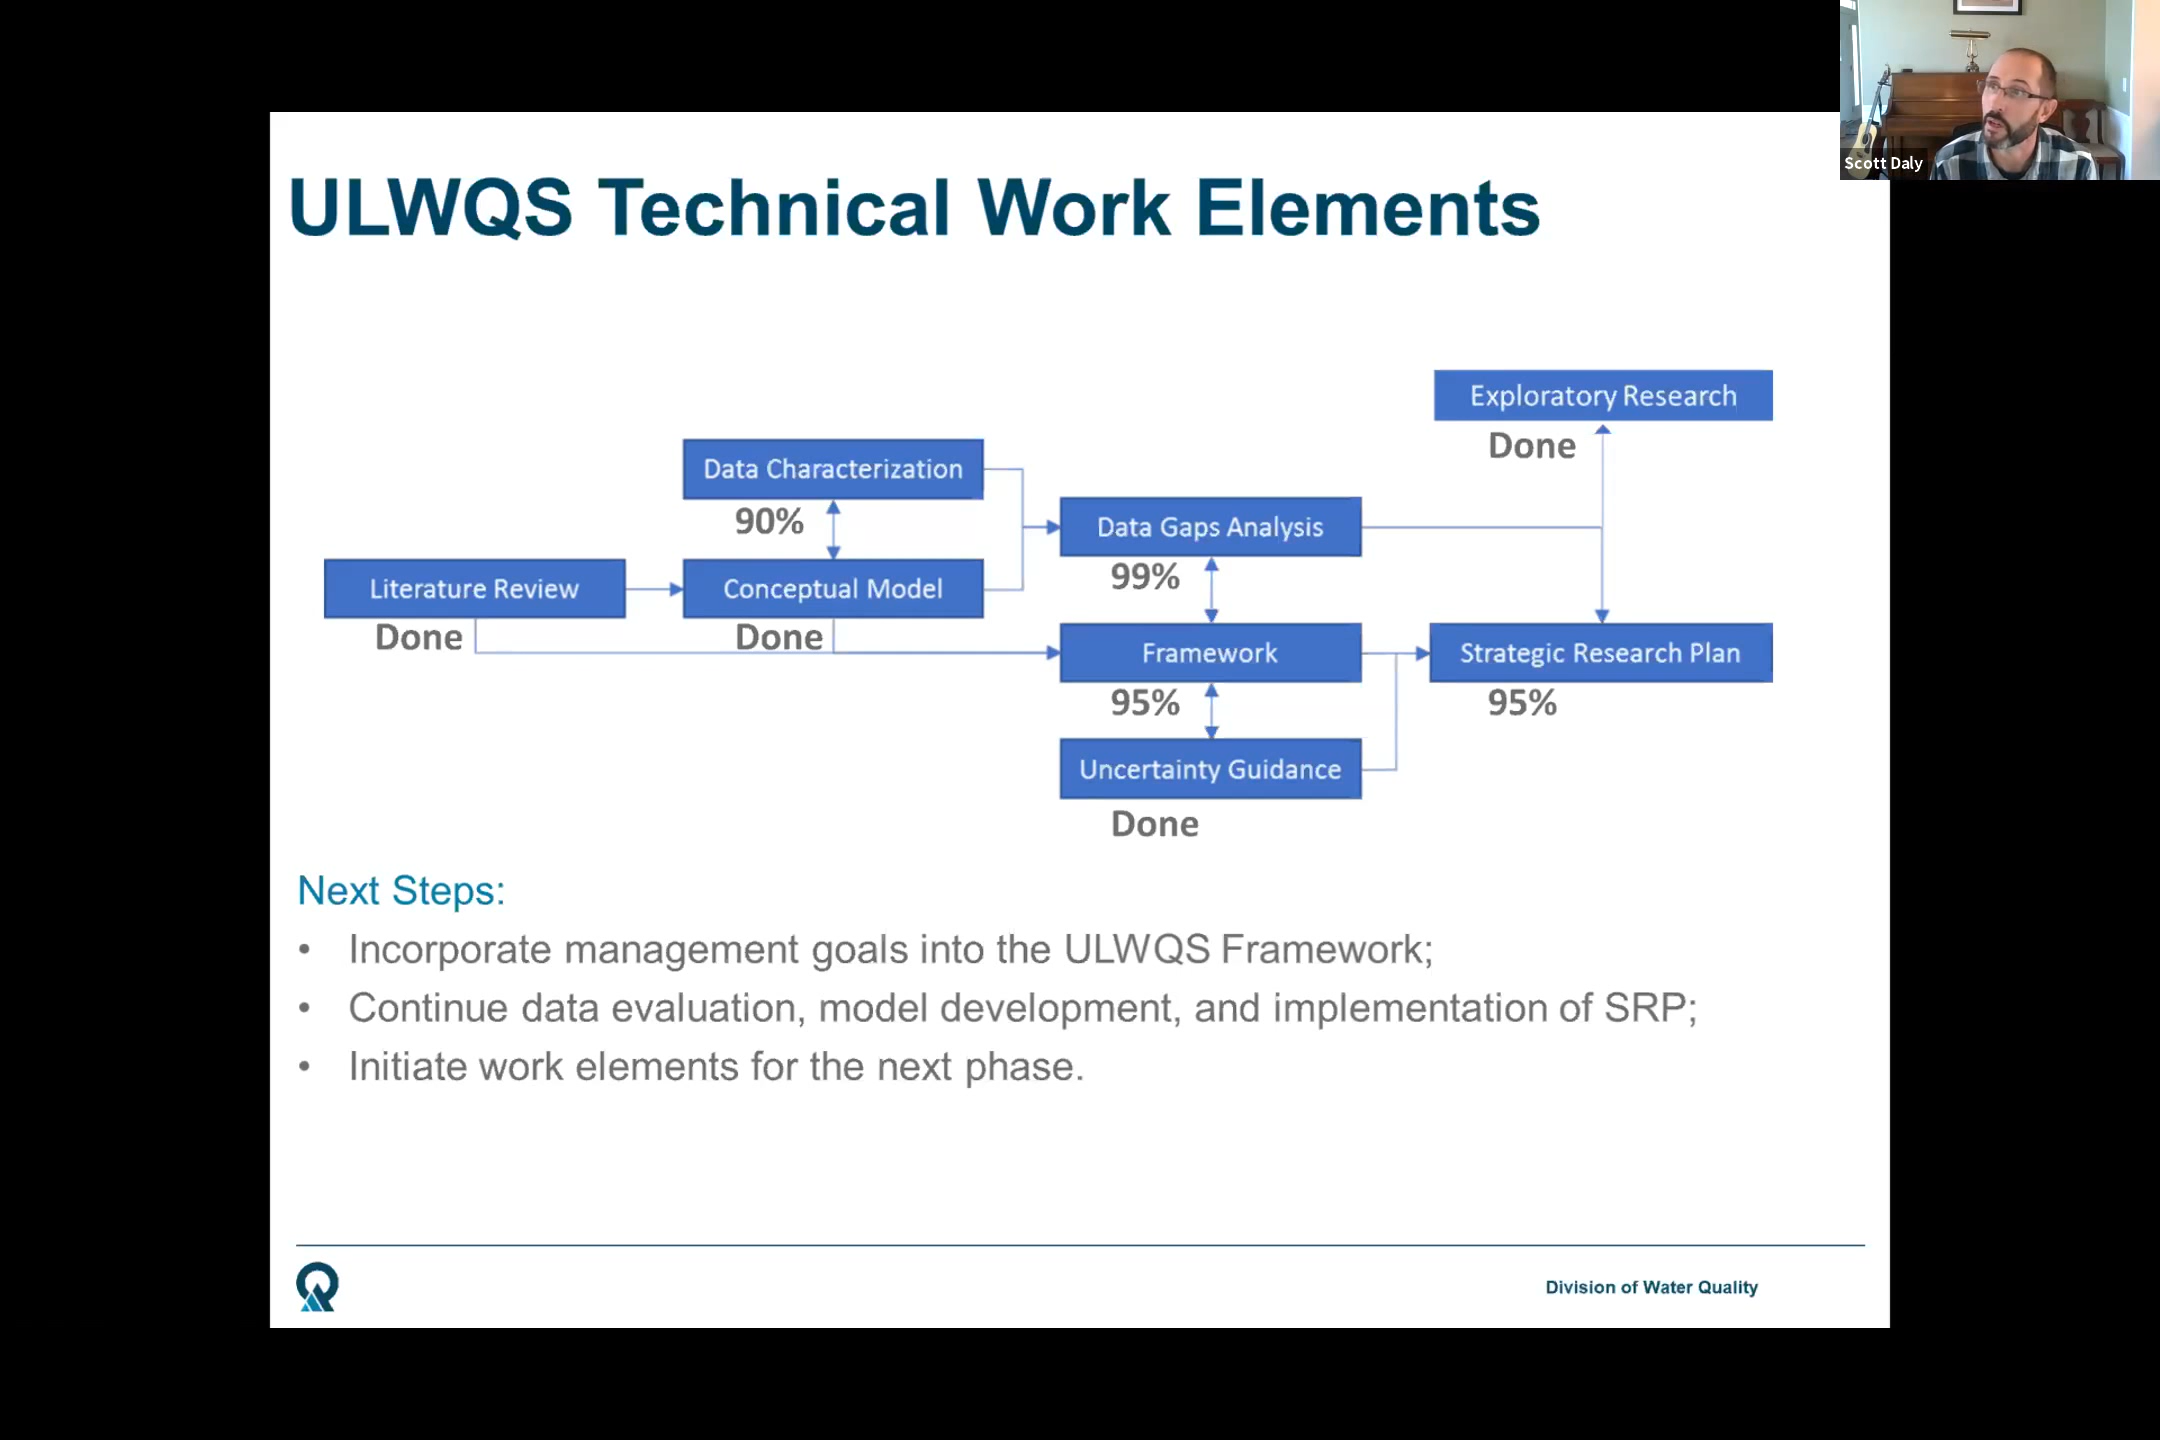 Scott Daly
ULWQS Technical Work Elements
Exploratory Research
Done
Data Characterization
90%
Data Gaps Analysis
99%
Literature Review
Done
Conceptual Model
Done
Framework
95%
Strategic Research Plan
95%
Uncertainty Guidance
Done
Next Steps:
• Incorporate management goals into the ULWQS Framework;
• Continue data evaluation, model development, and implementation of SRP;
• Initiate work elements for the next phase.
Division of Water Quality